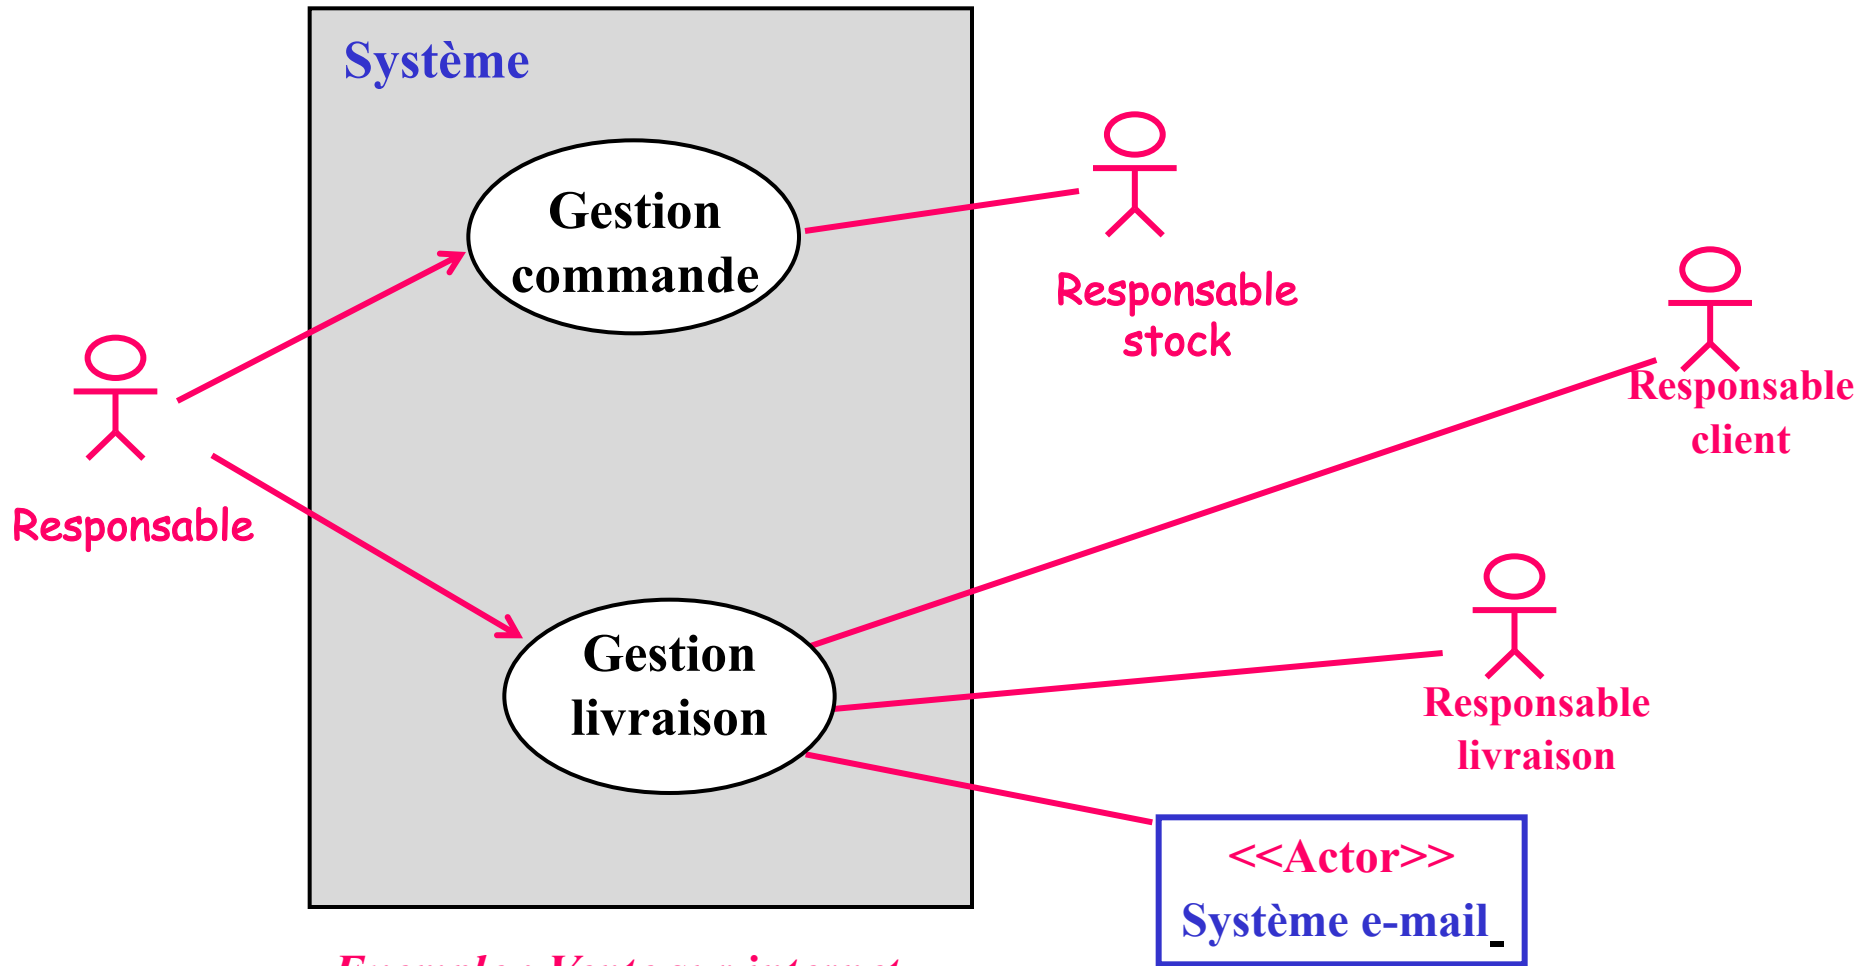 Système
Gestion
commande
Responsable
stock
Responsable
client
Responsable
Gestion
livraison
Responsable
livraison
<<Actor>>
Système e-mail